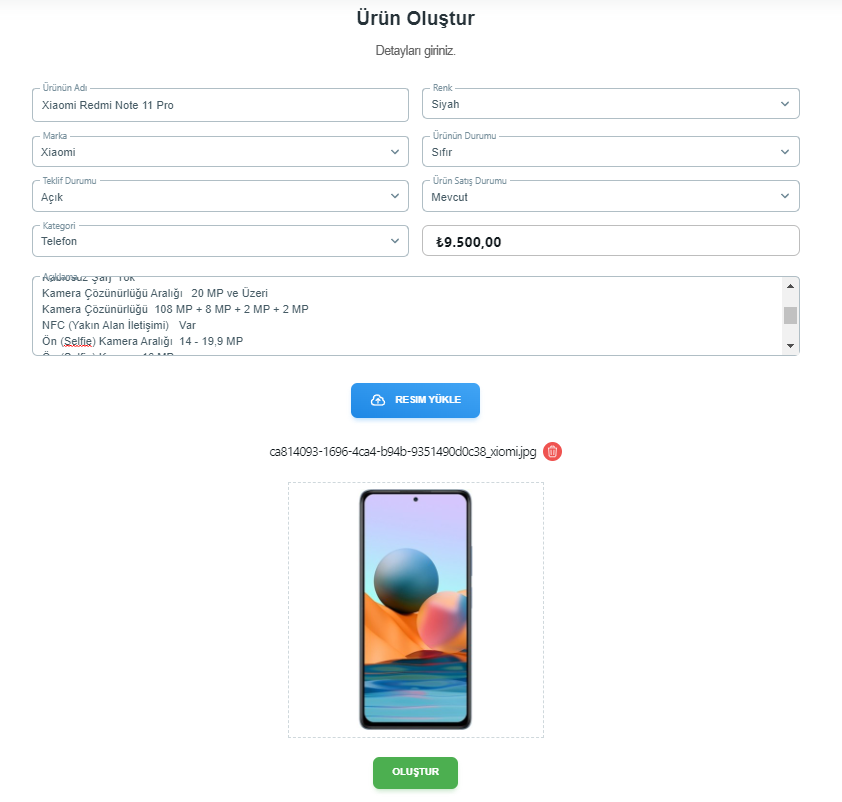 Ürün Oluştur
Detayları giriniz.
Ürünün Adı
Xiaomi Redmi Note 11 Pro
Renk
Siyah
Marka
Xiaomi
Ürünün Durumu
Sıfır
Teklif Durumu
Açık
Ürün Satış Durumu
Mevcut
Kategori
Telefon
₺9.500,00
Açıklama
Kablosuz Şarj Yok
Kamera Çözünürlüğü Aralığı 20 MP ve Üzeri
Kamera Çözünürlüğü 108 MP + 8 MP + 2 MP + 2 MP
NFC (Yakın Alan İletişimi) Var
Ön (Selfie) Kamera Aralığı 14 - 19,9 MP
RESIM YÜKLE
ca814093-1696-4ca4-b94b-9351490d0c38_xiomi.jpg
OLUŞTUR